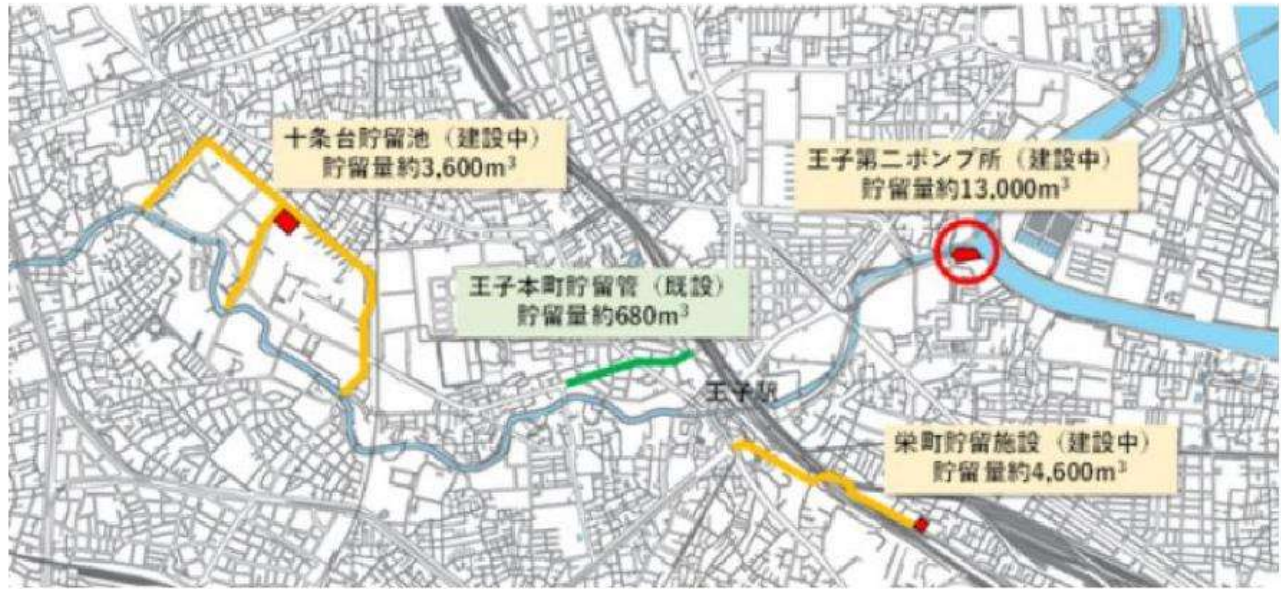 十条台貯留池（建設中）
貯留量約3,600m³
王子第二ポンプ所（建設中）
貯留量約13,000m³
王子本町貯留管（既設）
貯留量約680m³
王子駅
栄町貯留施設（建設中）
貯留量約4,600m³